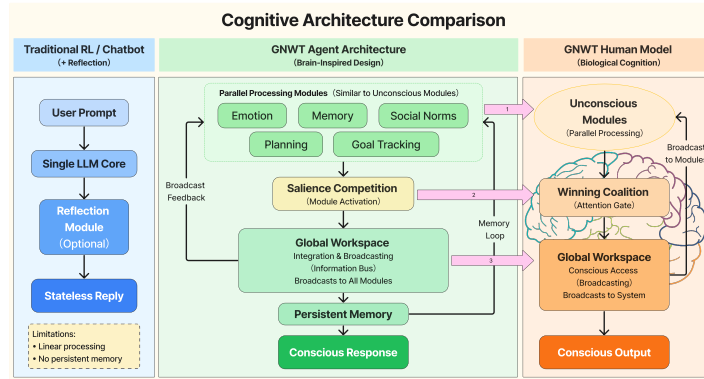 Cognitive Architecture Comparison
Traditional RL / Chatbot
(+ Reflection)
User Prompt
Single LLM Core
Reflection
Module
(Optional)
Stateless Reply
Limitations:
• Linear processing
• No persistent memory
GNWT Agent Architecture
(Brain-Inspired Design)
Parallel Processing Modules (Similar to Unconscious Modules)
Emotion
Memory
Social Norms
Planning
Goal Tracking
Salience Competition
(Module Activation)
Broadcast
Feedback
Memory
Loop
Global Workspace
Integration & Broadcasting
(Information Bus)
Broadcasts to All Modules
Persistent Memory
Conscious Response
1
2
3
GNWT Human Model
(Biological Cognition)
Unconscious
Modules
(Parallel Processing)
Broadcast
to Modules
Winning Coalition
(Attention Gate)
Global Workspace
Conscious Access
(Broadcasting)
Broadcasts to System
Conscious Output